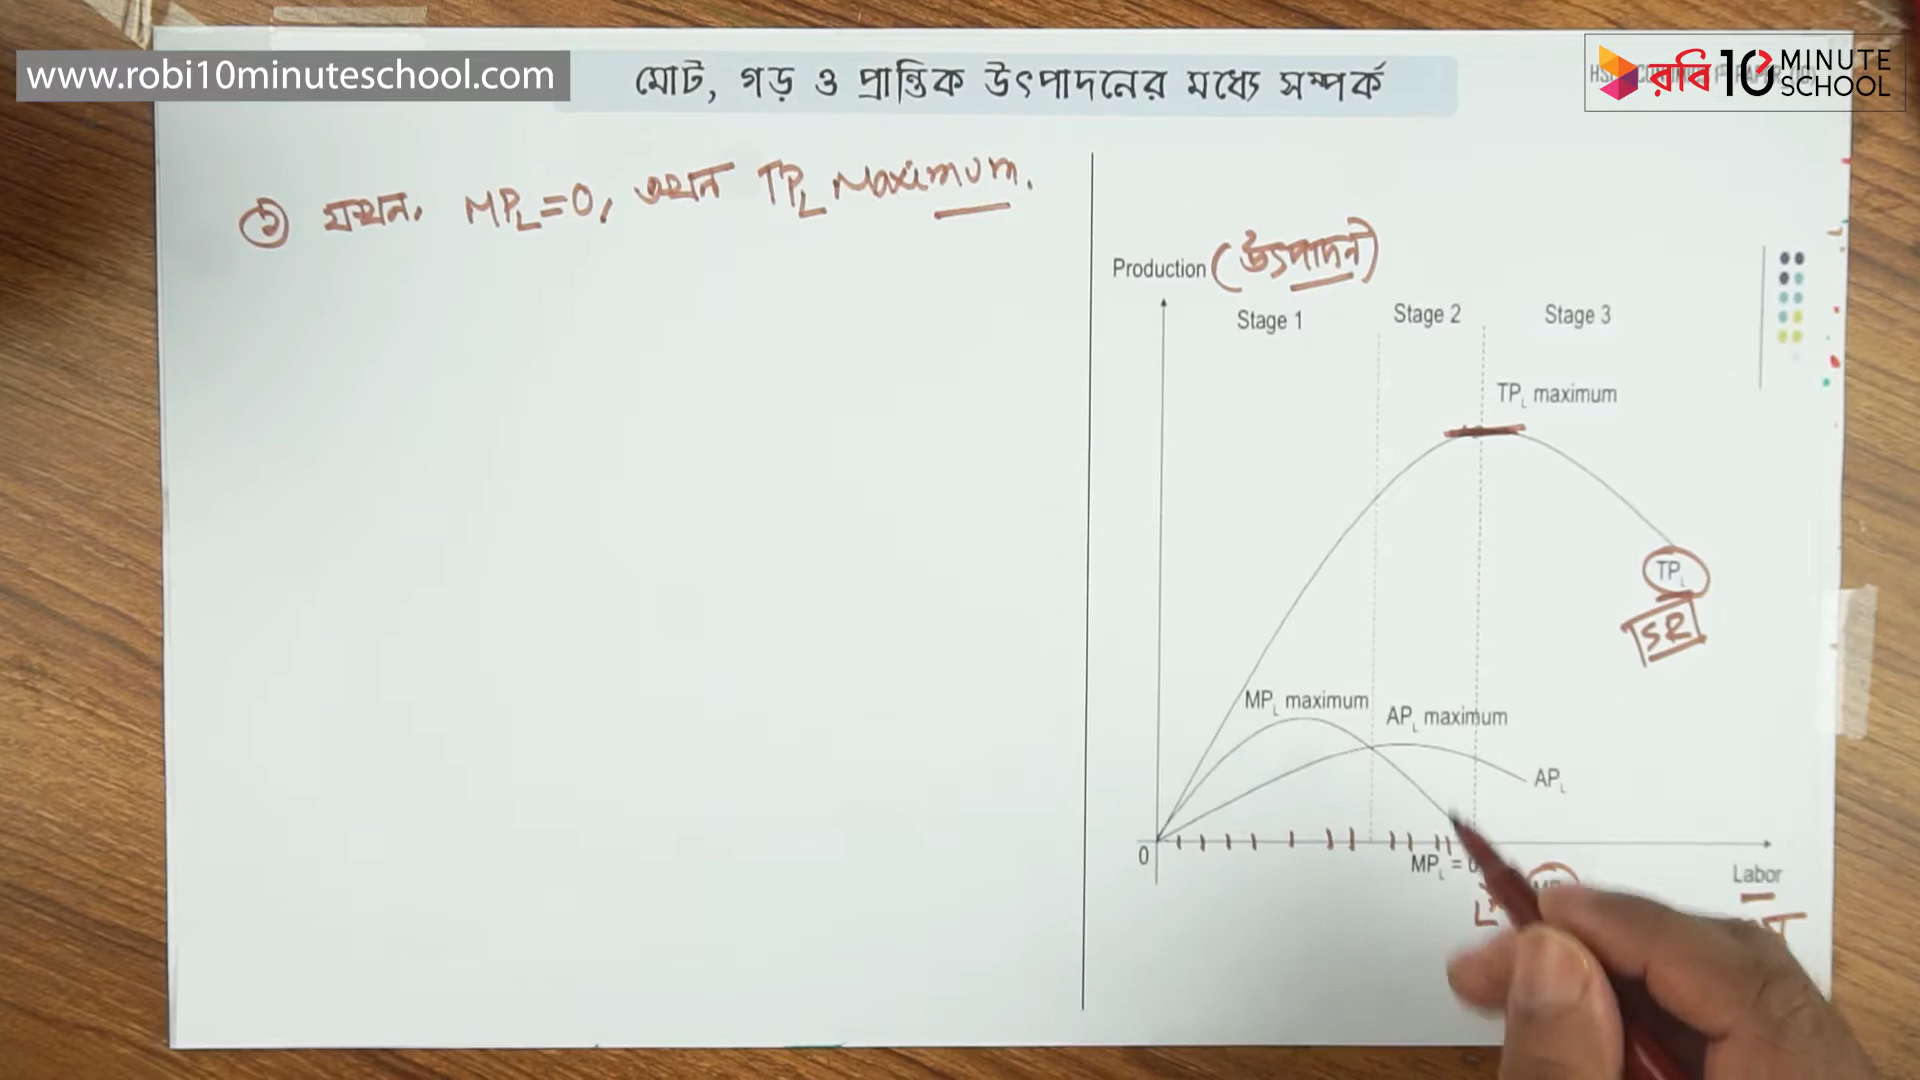 www.robi10minuteschool.com
মোট, গড় ও প্রান্তিক উৎপাদনের মধ্যে সম্পর্ক
রবি 10 MINUTE SCHOOL
① যখন, MPL=0, তখন TPL Maximum.
Production (উৎপাদন)
Stage 1 Stage 2 Stage 3
TPL maximum
TPL
SR
MPL maximum
APL maximum
APL
0
MPL = 0
Labor
L*